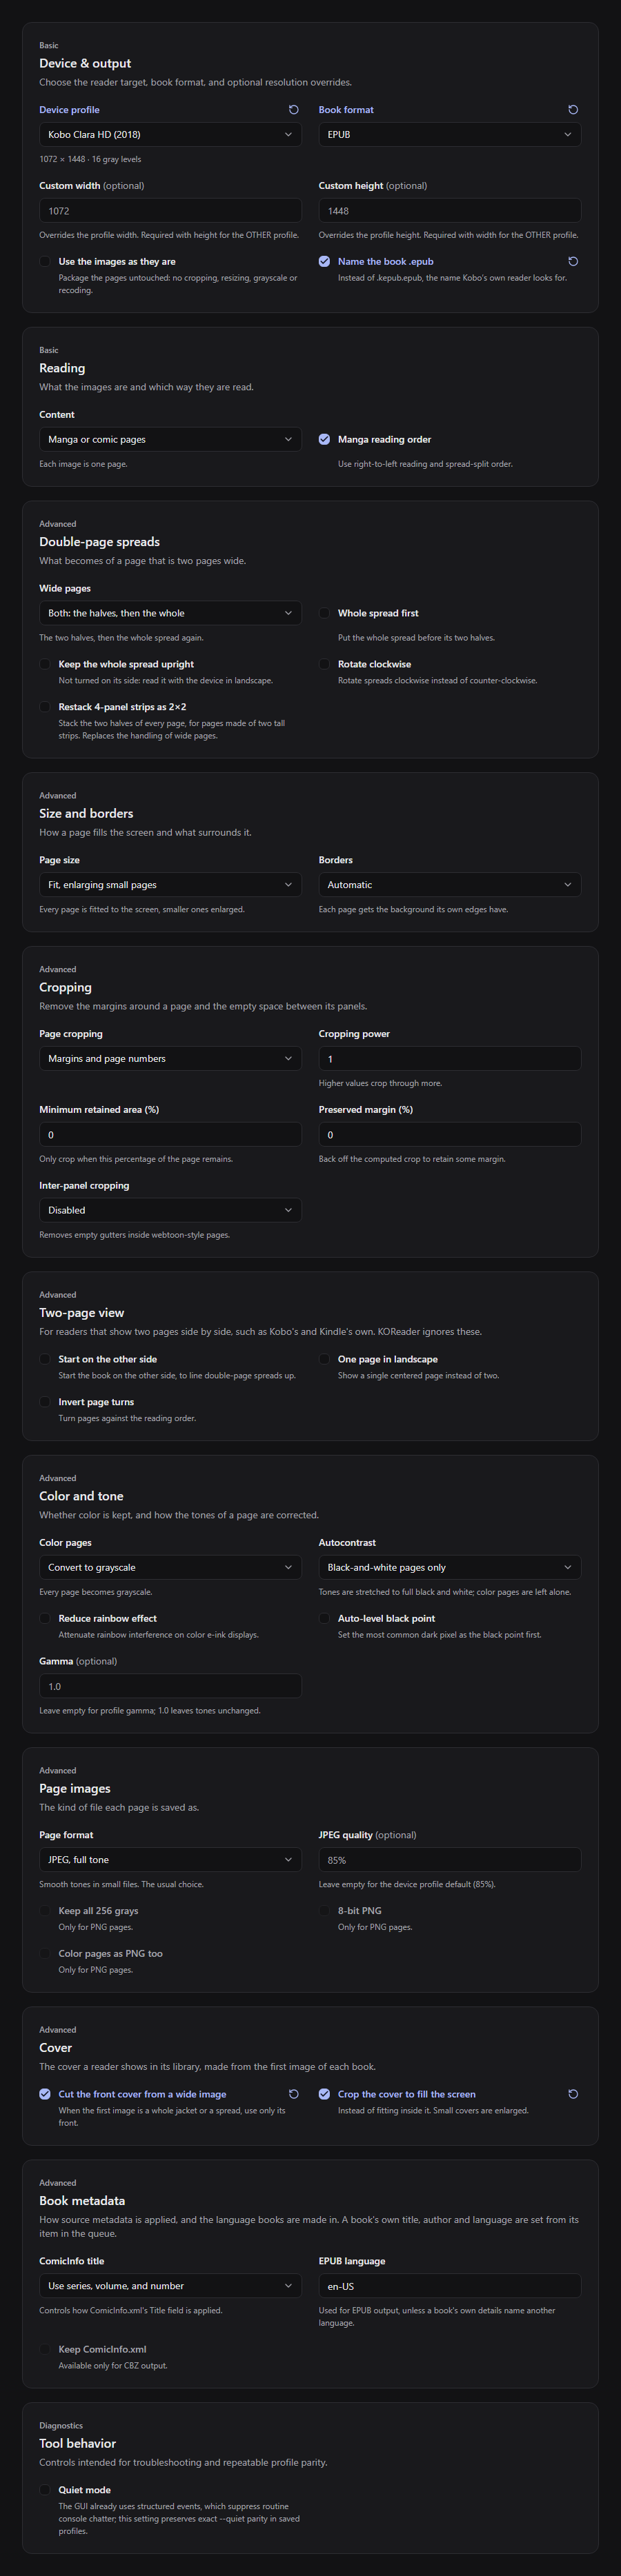 Basic
Device & output
Choose the reader target, book format, and optional resolution overrides.
Device profile
Book format
Kobo Clara HD (2018)
EPUB
1072 × 1448 · 16 gray levels
Custom width (optional)
Custom height (optional)
1072
1448
Overrides the profile width. Required with height for the OTHER profile.
Overrides the profile height. Required with width for the OTHER profile.
Use the images as they are
Name the book .epub
Package the pages untouched: no cropping, resizing, grayscale or
recoding.
Instead of .kepub.epub, the name Kobo's own reader looks for.
Basic
Reading
What the images are and which way they are read.
Content
Manga or comic pages
Manga reading order
Each image is one page.
Use right-to-left reading and spread-split order.
Advanced
Double-page spreads
What becomes of a page that is two pages wide.
Wide pages
Both: the halves, then the whole
Whole spread first
The two halves, then the whole spread again.
Put the whole spread before its two halves.
Keep the whole spread upright
Rotate clockwise
Not turned on its side: read it with the device in landscape.
Rotate spreads clockwise instead of counter-clockwise.
Restack 4-panel strips as 2×2
Stack the two halves of every page, for pages made of two tall
strips. Replaces the handling of wide pages.
Advanced
Size and borders
How a page fills the screen and what surrounds it.
Page size
Borders
Fit, enlarging small pages
Automatic
Every page is fitted to the screen, smaller ones enlarged.
Each page gets the background its own edges have.
Advanced
Cropping
Remove the margins around a page and the empty space between its panels.
Page cropping
Cropping power
Margins and page numbers
1
Higher values crop through more.
Minimum retained area (%)
Preserved margin (%)
0
0
Only crop when this percentage of the page remains.
Back off the computed crop to retain some margin.
Inter-panel cropping
Disabled
Removes empty gutters inside webtoon-style pages.
Advanced
Two-page view
For readers that show two pages side by side, such as Kobo's and Kindle's own. KOReader ignores these.
Start on the other side
One page in landscape
Start the book on the other side, to line double-page spreads up.
Show a single centered page instead of two.
Invert page turns
Turn pages against the reading order.
Advanced
Color and tone
Whether color is kept, and how the tones of a page are corrected.
Color pages
Autocontrast
Convert to grayscale
Black-and-white pages only
Every page becomes grayscale.
Tones are stretched to full black and white; color pages are left alone.
Reduce rainbow effect
Auto-level black point
Attenuate rainbow interference on color e-ink displays.
Set the most common dark pixel as the black point first.
Gamma (optional)
1.0
Leave empty for profile gamma; 1.0 leaves tones unchanged.
Advanced
Page images
The kind of file each page is saved as.
Page format
JPEG quality (optional)
JPEG, full tone
85%
Smooth tones in small files. The usual choice.
Leave empty for the device profile default (85%).
Keep all 256 grays
8-bit PNG
Only for PNG pages.
Only for PNG pages.
Color pages as PNG too
Only for PNG pages.
Advanced
Cover
The cover a reader shows in its library, made from the first image of each book.
Cut the front cover from a wide image
Crop the cover to fill the screen
When the first image is a whole jacket or a spread, use only its
front.
Instead of fitting inside it. Small covers are enlarged.
Advanced
Book metadata
How source metadata is applied, and the language books are made in. A book's own title, author and language are set from its
item in the queue.
ComicInfo title
EPUB language
Use series, volume, and number
en-US
Controls how ComicInfo.xml's Title field is applied.
Used for EPUB output, unless a book's own details name another
language.
Keep ComicInfo.xml
Available only for CBZ output.
Diagnostics
Tool behavior
Controls intended for troubleshooting and repeatable profile parity.
Quiet mode
The GUI already uses structured events, which suppress routine
console chatter; this setting preserves exact --quiet parity in saved
profiles.